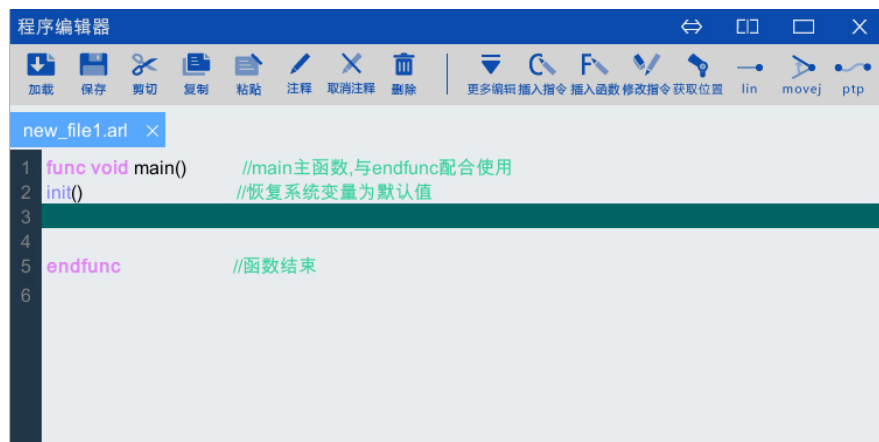 程序编辑器
加载 保存 剪切 复制 粘贴 注释 取消注释 删除 更多编辑 插入指令 插入函数 修改指令 获取位置 lin movej ptp
new_file1.arl
1 func void main() //main主函数,与endfunc配合使用
2 init() //恢复系统变量为默认值
3
4
5 endfunc //函数结束
6